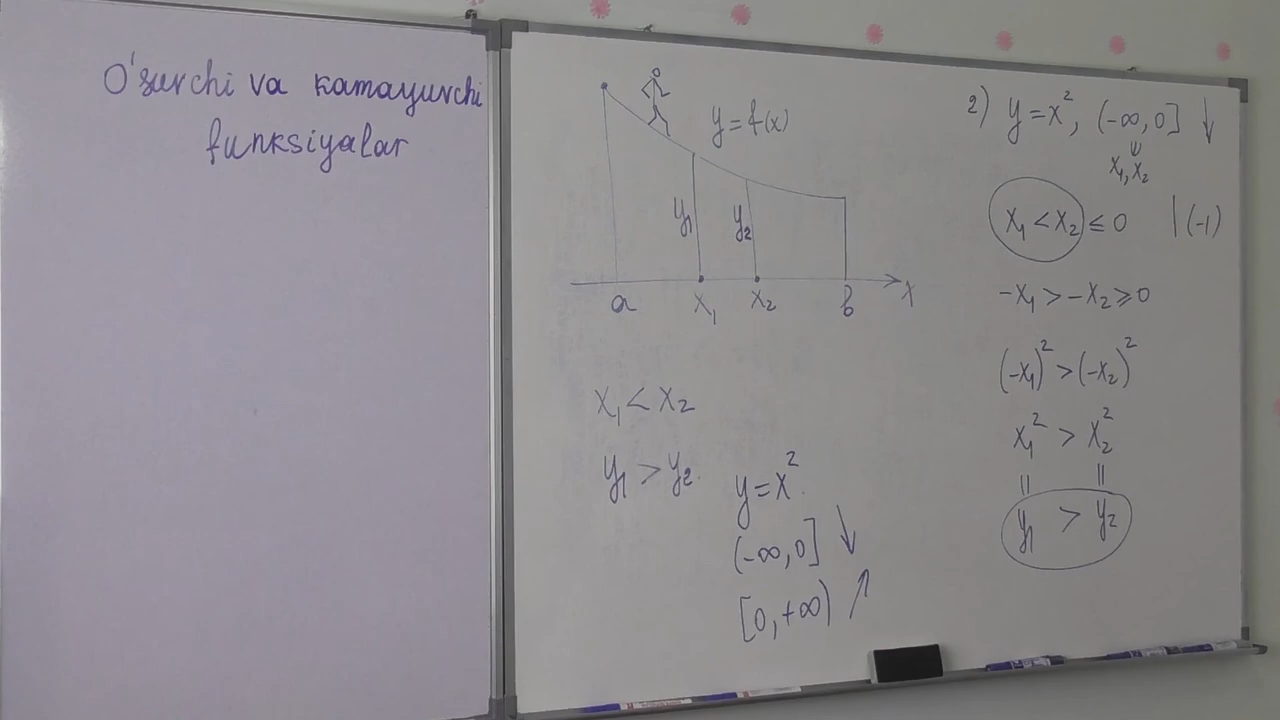 O'suvchi va kamayuvchi
funksiyalar
y=f(x)
y₁ y₂
a x₁ x₂ b x
x₁ < x₂
y₁ > y₂
y=x²
(-∞,0] ↓
[0,+∞) ↗
2) y=x², (-∞,0] ↓
x₁,x₂
x₁ < x₂ ≤ 0 |(-1)
-x₁ > -x₂ ⩾ 0
(-x₁)² > (-x₂)²
x₁² > x₂²
॥ ॥
y₁ > y₂